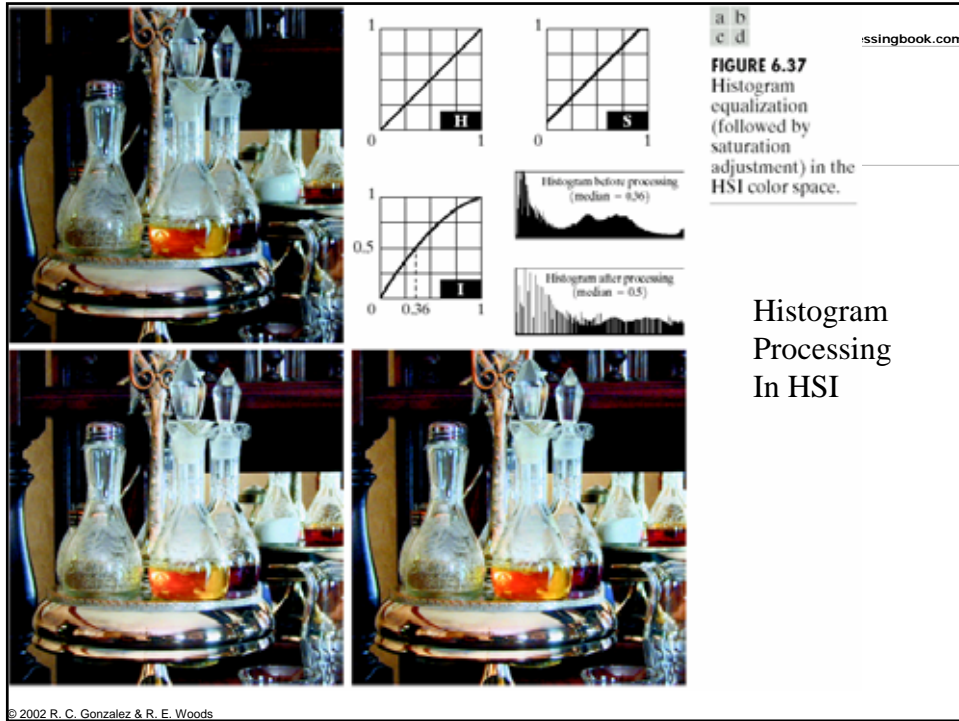 1
H
0
1
1
S
0
1
1
0.5
I
0
0.36
1
Histogram before processing
(median = 0.36)
Histogram after processing
(median = 0.5)
a b
c d
FIGURE 6.37
Histogram
equalization
(followed by
saturation
adjustment) in the
HSI color space.
ssingbook.com
Histogram
Processing
In HSI
© 2002 R. C. Gonzalez & R. E. Woods